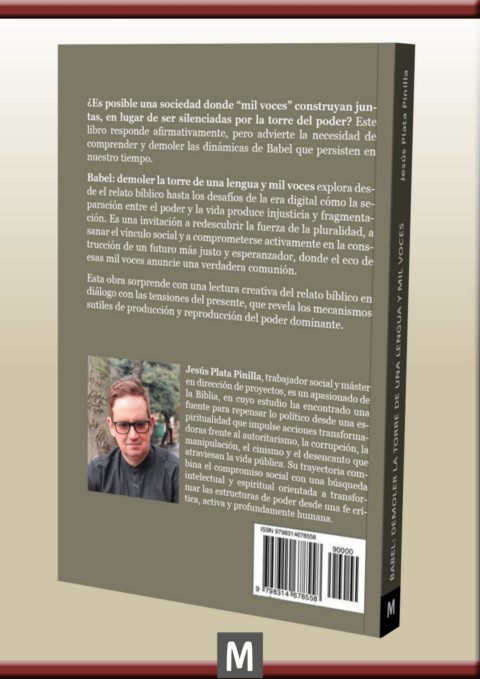 ¿Es posible una sociedad donde “mil voces” construyan jun-
tas, en lugar de ser silenciadas por la torre del poder? Este
libro responde afirmativamente, pero advierte la necesidad de
comprender y demoler las dinámicas de Babel que persisten en
nuestro tiempo.
Babel: demoler la torre de una lengua y mil voces explora des-
de el relato bíblico hasta los desafíos de la era digital cómo la se-
paración entre el poder y la vida produce injusticia y fragmenta-
ción. Es una invitación a redescubrir la fuerza de la pluralidad, a
sanar el vínculo social y a comprometerse activamente en la cons-
trucción de un futuro más justo y esperanzador, donde el eco de
esas mil voces anuncie una verdadera comunión.
Esta obra sorprende con una lectura creativa del relato bíblico en
diálogo con las tensiones del presente, que revela los mecanismos
sutiles de producción y reproducción del poder dominante.
Jesús Plata Pinilla, trabajador social y máster
en dirección de proyectos, es un apasionado de
la Biblia, en cuyo estudio ha encontrado una
fuente para repensar lo político desde una es-
piritualidad que impulse acciones transforma-
doras frente al autoritarismo, la corrupción, la
manipulación, el cinismo y el desencanto que
atraviesan la vida pública. Su trayectoria com-
bina el compromiso social con una búsqueda
intelectual y espiritual orientada a transfor-
mar las estructuras de poder desde una fe crí-
tica, activa y profundamente humana.
ISBN 9798314678558
90000
9 798314 678558
Jesús Plata Pinilla
BABEL: DEMOLER LA TORRE DE UNA LENGUA Y MIL VOCES
M
M